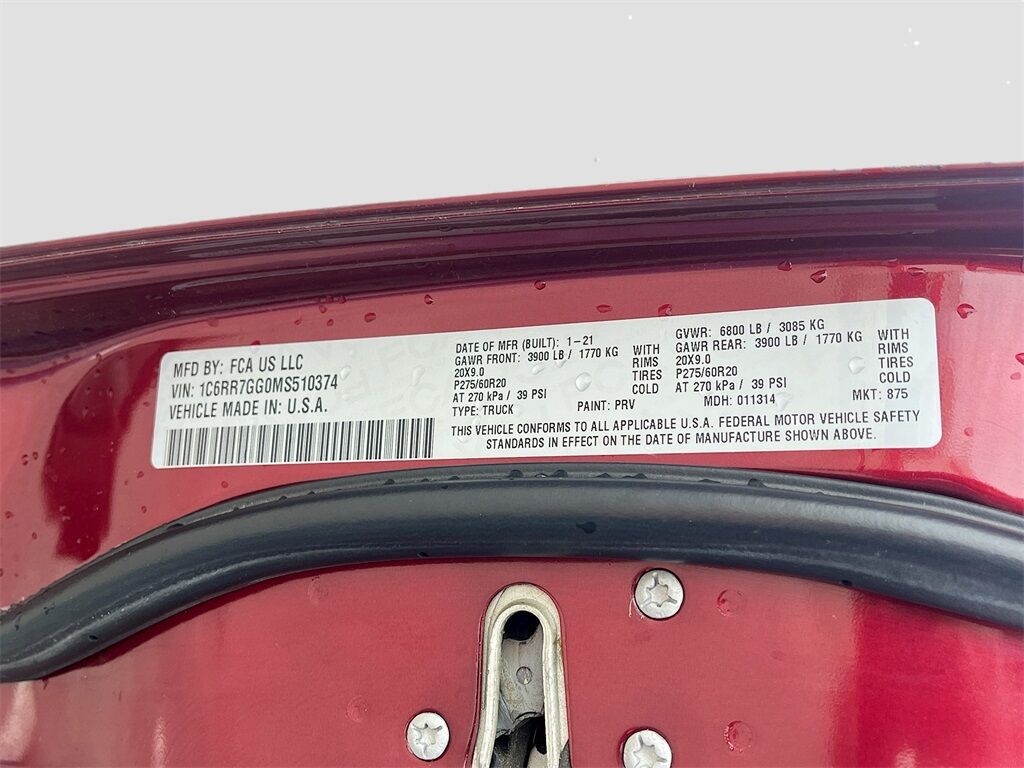 MFD BY: FCA US LLC
VIN: 1C6RR7GG0MS510374
VEHICLE MADE IN: U.S.A.
DATE OF MFR (BUILT): 1-21
GAWR FRONT: 3900 LB / 1770 KG
20X9.0
P275/60R20
AT 270 kPa / 39 PSI
WITH
RIMS
TIRES
COLD
TYPE: TRUCK
PAINT: PRV
GVWR: 6800 LB / 3085 KG
GAWR REAR: 3900 LB / 1770 KG
20X9.0
P275/60R20
AT 270 kPa / 39 PSI
WITH
RIMS
TIRES
COLD
MDH: 011314
MKT: 875
THIS VEHICLE CONFORMS TO ALL APPLICABLE U.S.A. FEDERAL MOTOR VEHICLE SAFETY
STANDARDS IN EFFECT ON THE DATE OF MANUFACTURE SHOWN ABOVE.